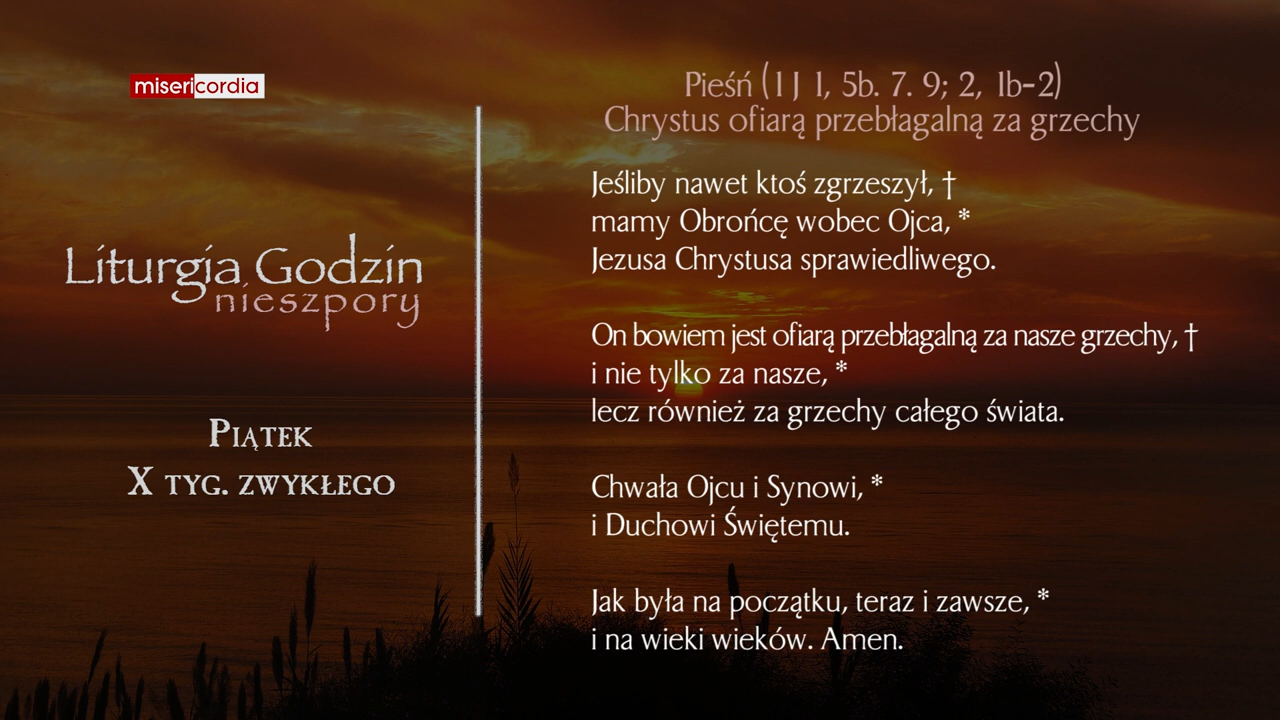 misericordia
Liturgia Godzin
nieszpory
Piątek
X tyg. zwykłego
Pieśń (1 J 1, 5b. 7. 9; 2, 1b-2)
Chrystus ofiarą przebłagalną za grzechy
Jeśliby nawet ktoś zgrzeszył, †
mamy Obrońcę wobec Ojca, *
Jezusa Chrystusa sprawiedliwego.
On bowiem jest ofiarą przebłagalną za nasze grzechy, †
i nie tylko za nasze, *
lecz również za grzechy całego świata.
Chwała Ojcu i Synowi, *
i Duchowi Świętemu.
Jak była na początku, teraz i zawsze, *
i na wieki wieków. Amen.